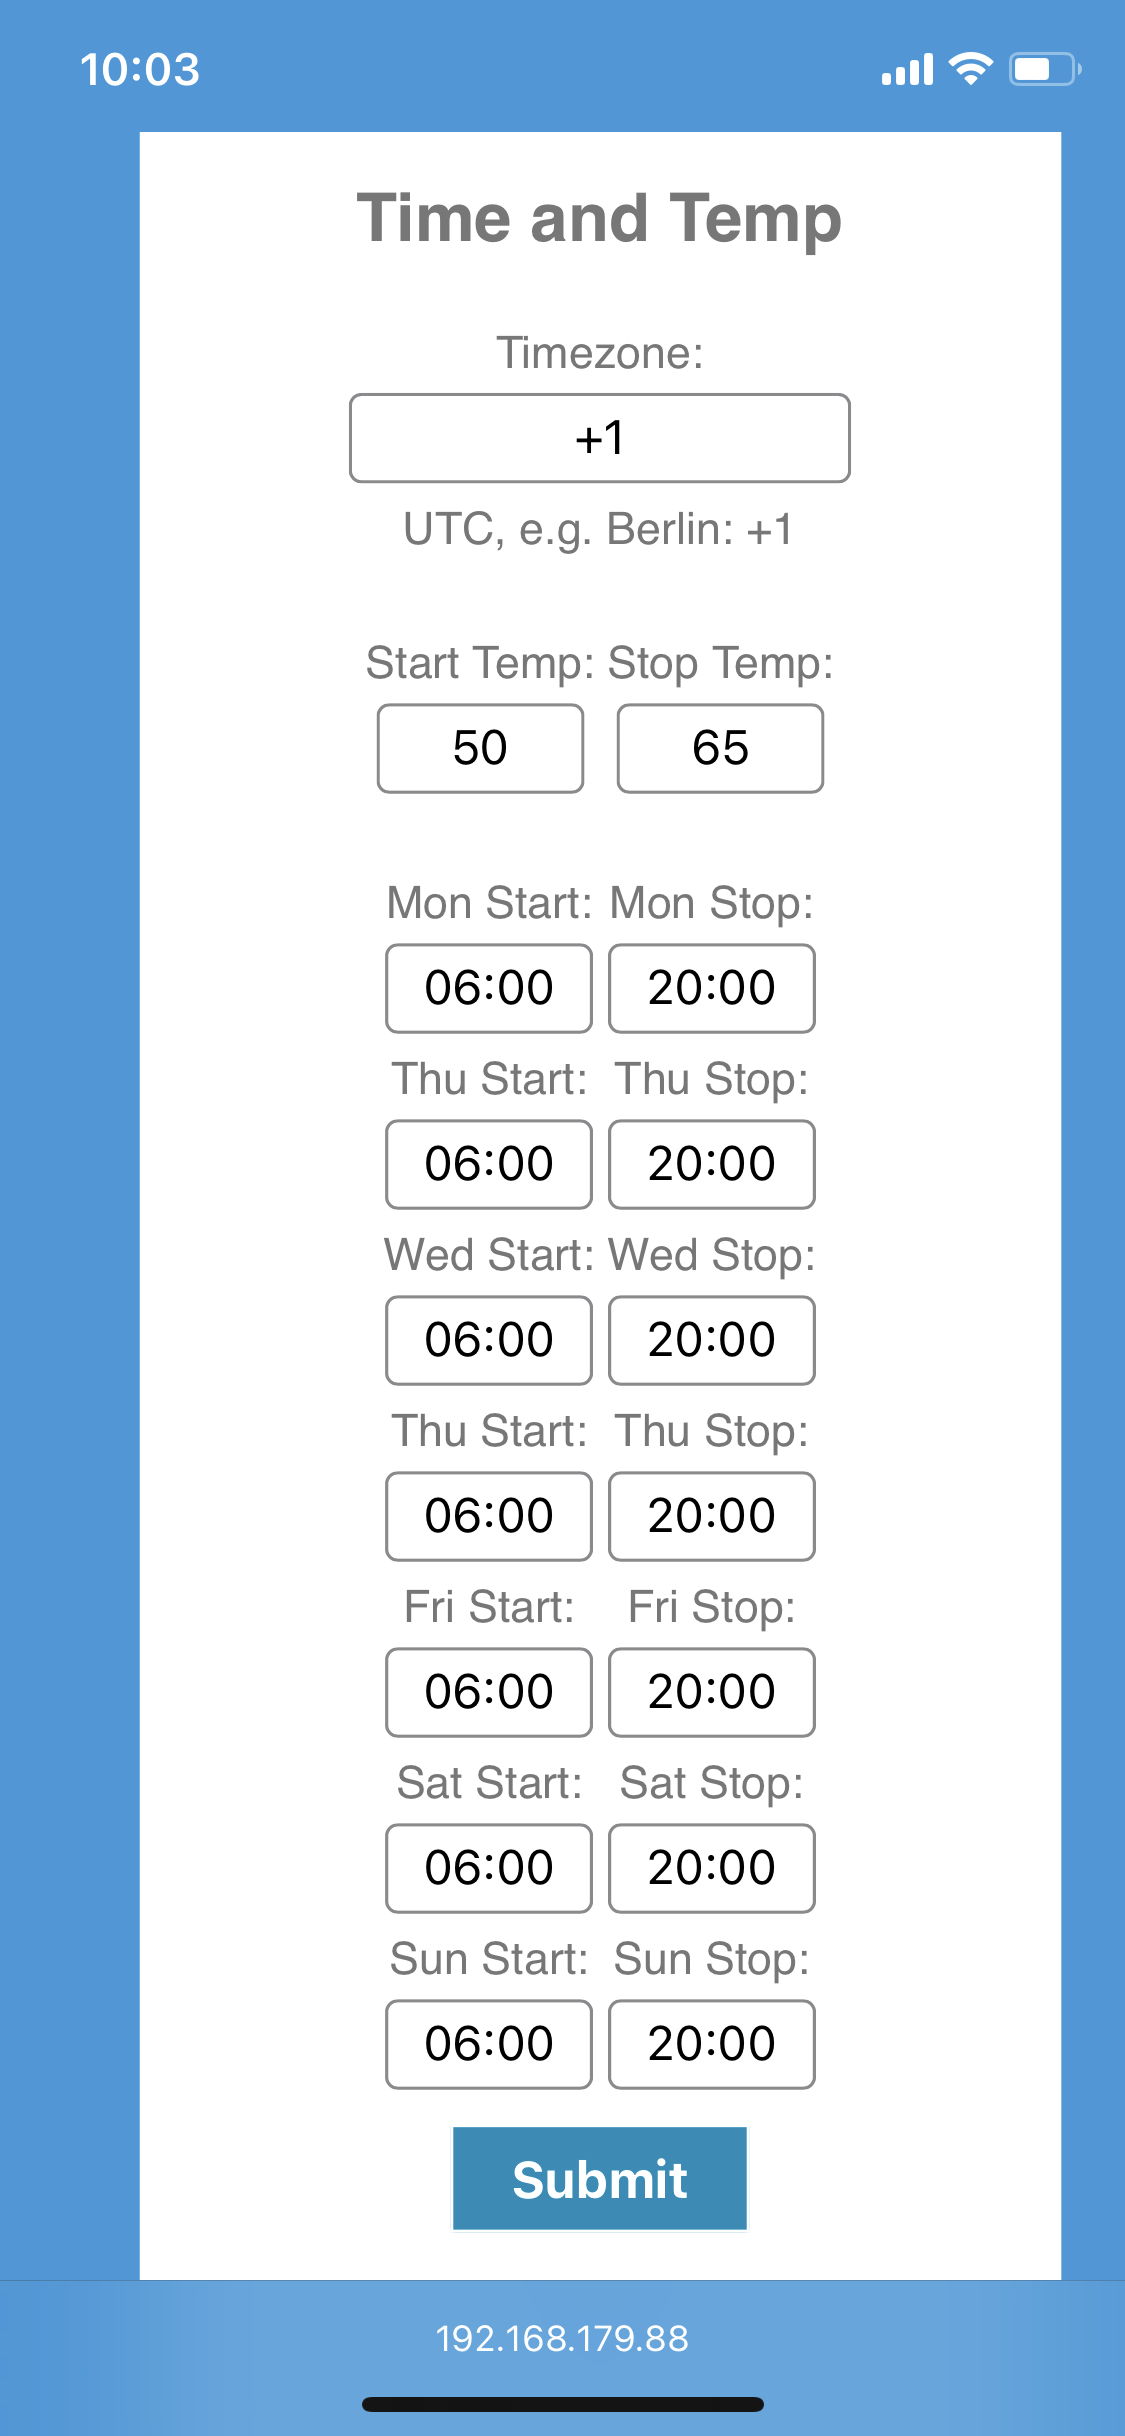 10:03
Time and Temp
Timezone:
+1
UTC, e.g. Berlin: +1
Start Temp: Stop Temp:
50 65
Mon Start: Mon Stop:
06:00 20:00
Thu Start: Thu Stop:
06:00 20:00
Wed Start: Wed Stop:
06:00 20:00
Thu Start: Thu Stop:
06:00 20:00
Fri Start: Fri Stop:
06:00 20:00
Sat Start: Sat Stop:
06:00 20:00
Sun Start: Sun Stop:
06:00 20:00
Submit
192.168.179.88